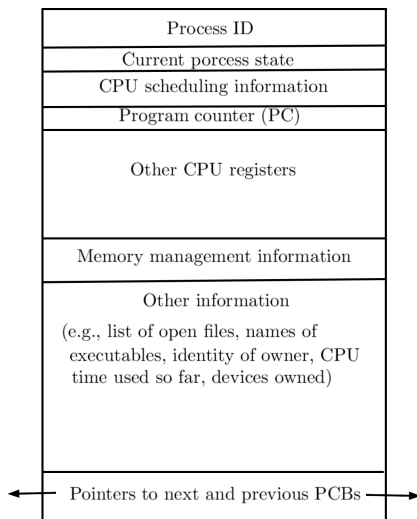 Process ID
Current porcess state
CPU scheduling information
Program counter (PC)
Other CPU registers
Memory management information
Other information
(e.g., list of open files, names of
executables, identity of owner, CPU
time used so far, devices owned)
Pointers to next and previous PCBs